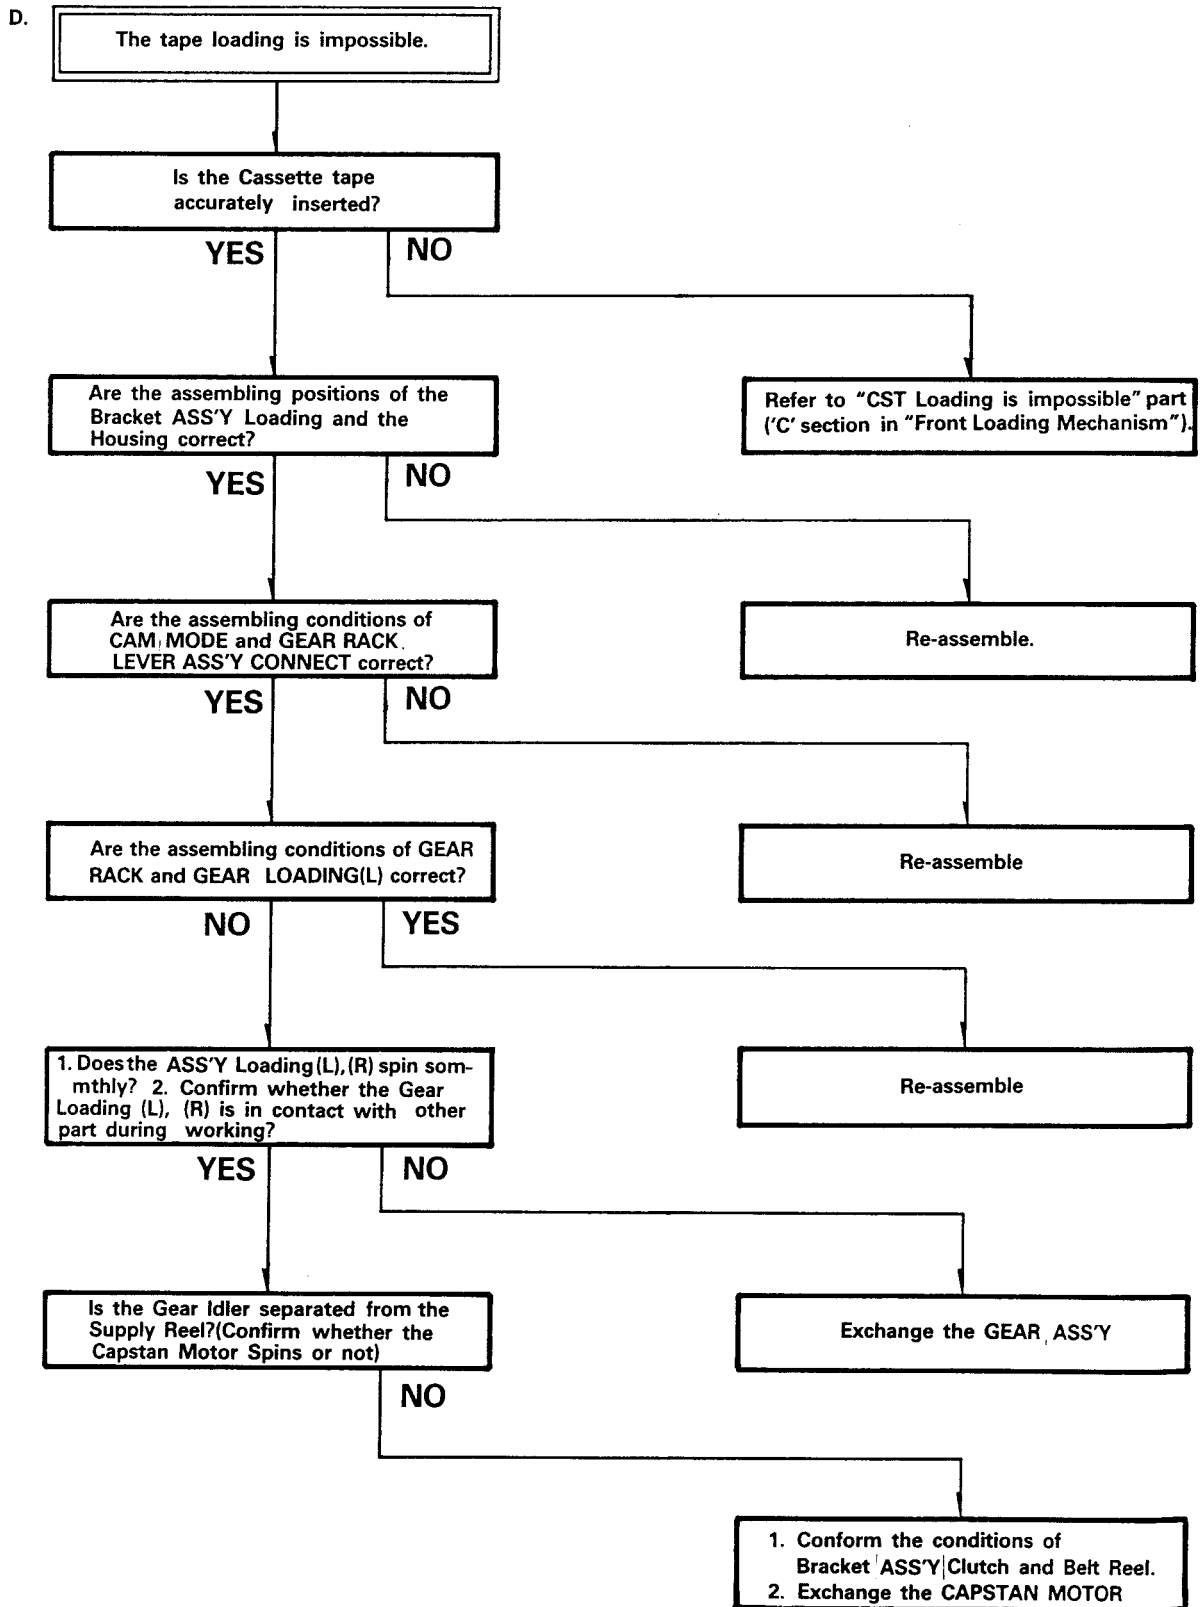 D.
The tape loading is impossible.
Is the Cassette tape
accurately inserted?
YES
NO
Are the assembling positions of the
Bracket ASS'Y Loading and the
Housing correct?
Refer to "CST Loading is impossible" part
('C' section in "Front Loading Mechanism").
YES
NO
Are the assembling conditions of
CAM MODE and GEAR RACK.
LEVER ASS'Y CONNECT correct?
Re-assemble.
YES
NO
Are the assembling conditions of GEAR
RACK and GEAR LOADING(L) correct?
Re-assemble
NO
YES
1. Does the ASS'Y Loading(L),(R) spin som-
mthly? 2. Confirm whether the Gear
Loading (L), (R) is in contact with other
part during working?
Re-assemble
YES
NO
Is the Gear Idler separated from the
Supply Reel?(Confirm whether the
Capstan Motor Spins or not)
Exchange the GEAR ASS'Y
NO
1. Conform the conditions of
Bracket ASS'Y Clutch and Belt Reel.
2. Exchange the CAPSTAN MOTOR